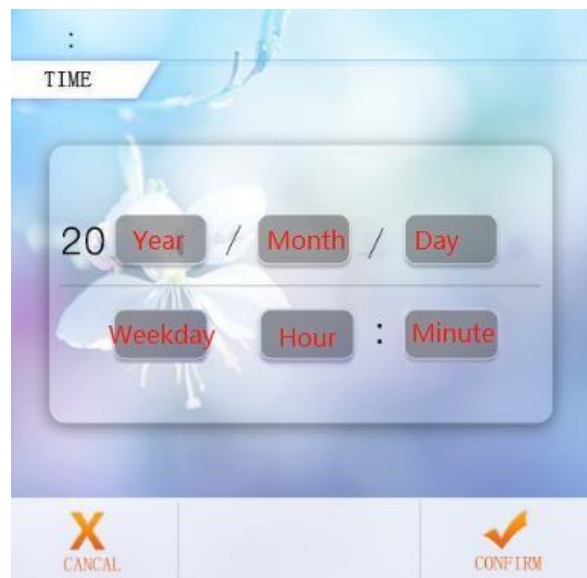 :
TIME
20 Year / Month / Day
Weekday Hour : Minute
CANCAL
CONFIRM